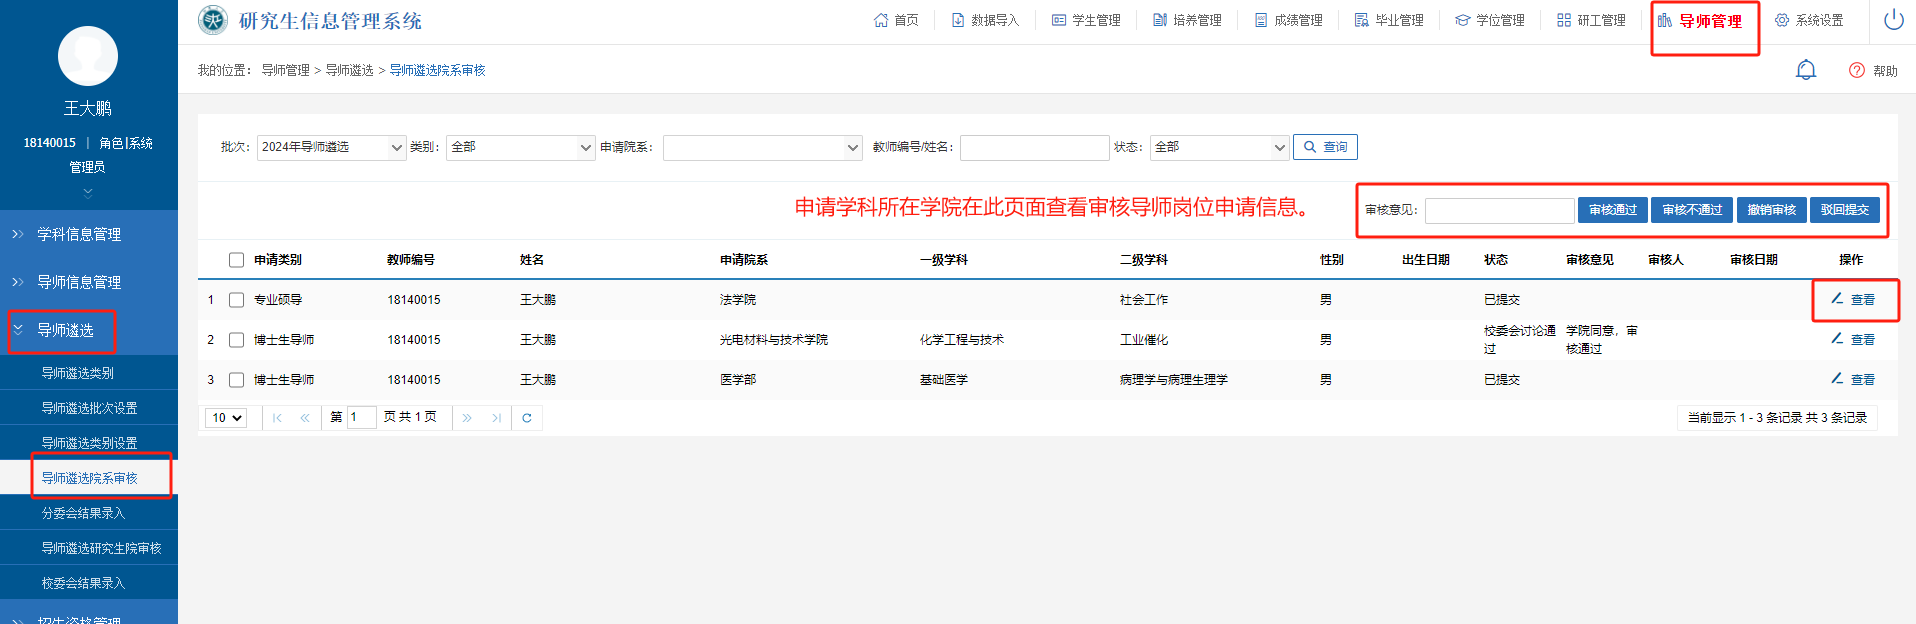 研究生信息管理系统
首页 数据导入 学生管理 培养管理 成绩管理 毕业管理 学位管理 研工管理 导师管理 系统设置
王大鹏
18140015 | 角色|系统
管理员
我的位置: 导师管理 > 导师遴选 > 导师遴选院系审核
帮助
学科信息管理
导师信息管理
导师遴选
导师遴选类别
导师遴选批次设置
导师遴选类别设置
导师遴选院系审核
分委会结果录入
导师遴选研究生院审核
校委会结果录入
招生资格管理
批次: 2024年导师遴选 类别: 全部 申请院系: 教师编号/姓名: 状态: 全部 查询
申请学科所在学院在此页面查看审核导师岗位申请信息。
审核意见: 审核通过 审核不通过 撤销审核 驳回提交
申请类别 教师编号 姓名 申请院系 一级学科 二级学科 性别 出生日期 状态 审核意见 审核人 审核日期 操作
1 专业硕导 18140015 王大鹏 法学院 社会工作 男 已提交 查看
2 博士生导师 18140015 王大鹏 光电材料与技术学院 化学工程与技术 工业催化 男 校委会讨论通过 学院同意，审核通过 查看
3 博士生导师 18140015 王大鹏 医学部 基础医学 病理学与病理生理学 男 已提交 查看
10 第 1 页 共 1 页
当前显示 1 - 3 条记录 共 3 条记录